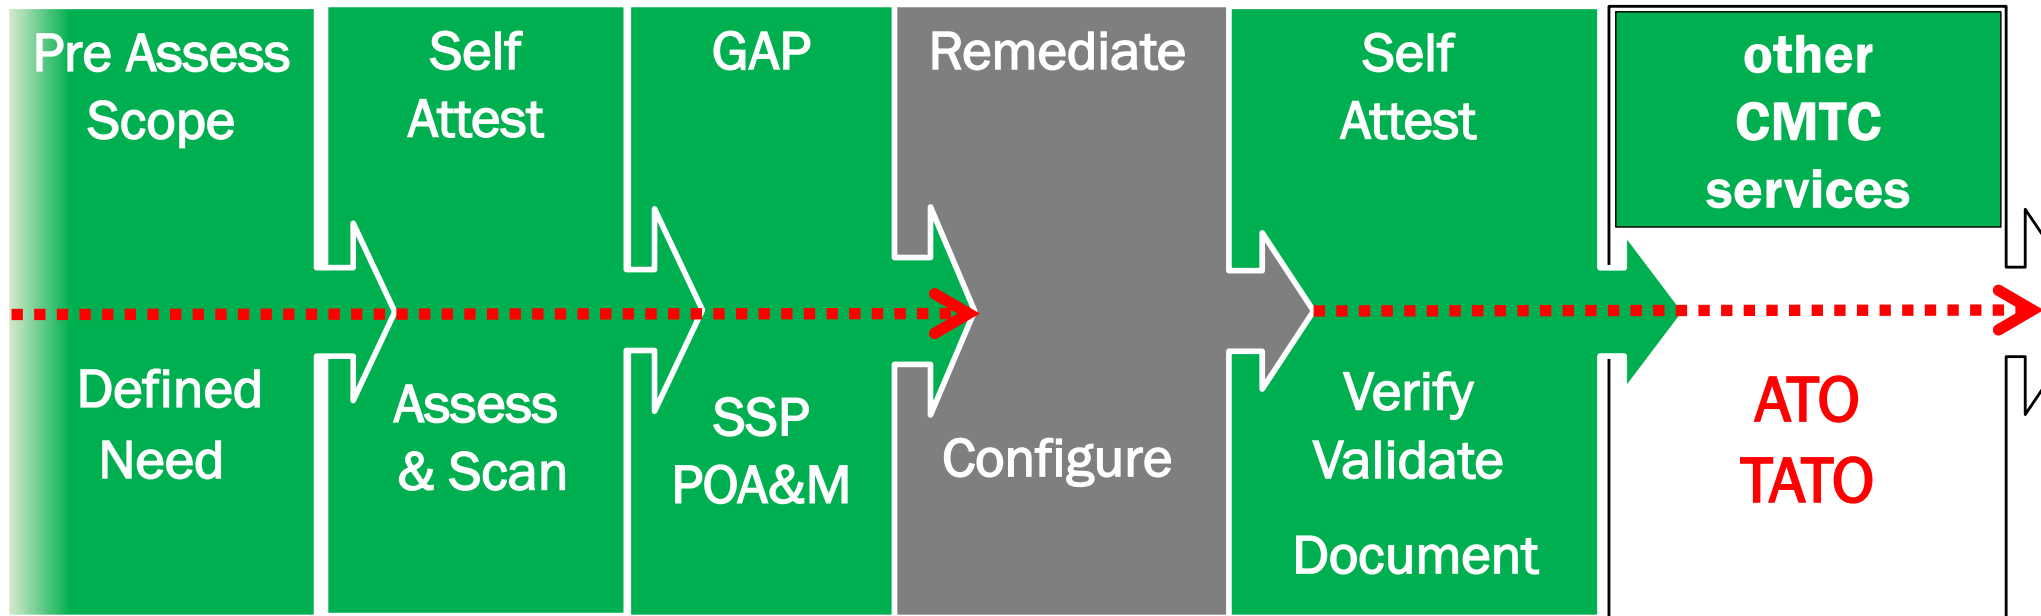 Pre Assess
Scope
Defined
Need
Self
Attest
Assess
& Scan
GAP
SSP
POA&M
Remediate
Configure
Self
Attest
Verify
Validate
Document
other
CMTC
services
ATO
TATO